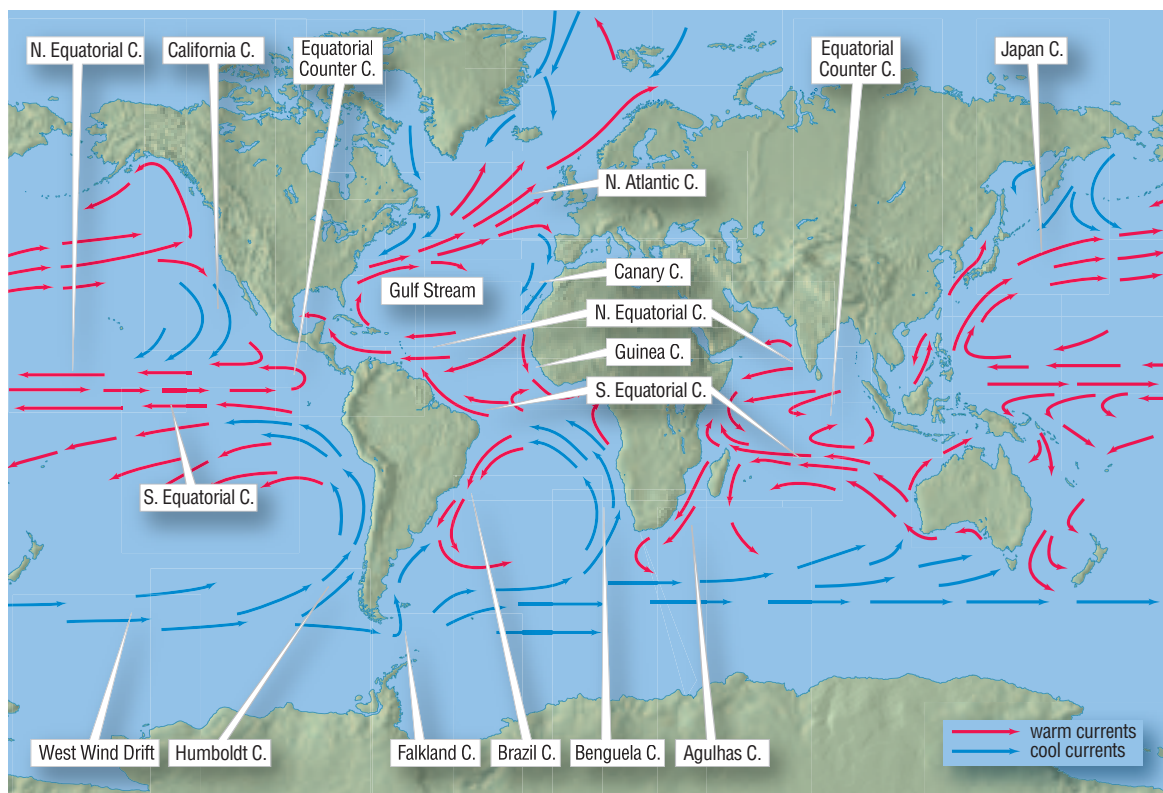 N. Equatorial C.
California C.
Equatorial
Counter C.
Equatorial
Counter C.
Japan C.
N. Atlantic C.
Canary C.
Gulf Stream
N. Equatorial C.
Guinea C.
S. Equatorial C.
S. Equatorial C.
West Wind Drift
Humboldt C.
Falkland C.
Brazil C.
Benguela C.
Agulhas C.
warm currents
cool currents